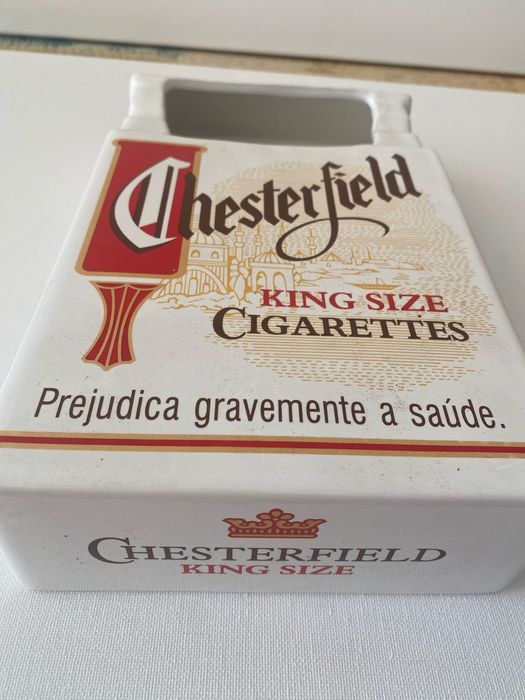 Chesterfield
KING SIZE
CIGARETTES
Prejudica gravemente a saúde.
CHESTERFIELD
KING SIZE